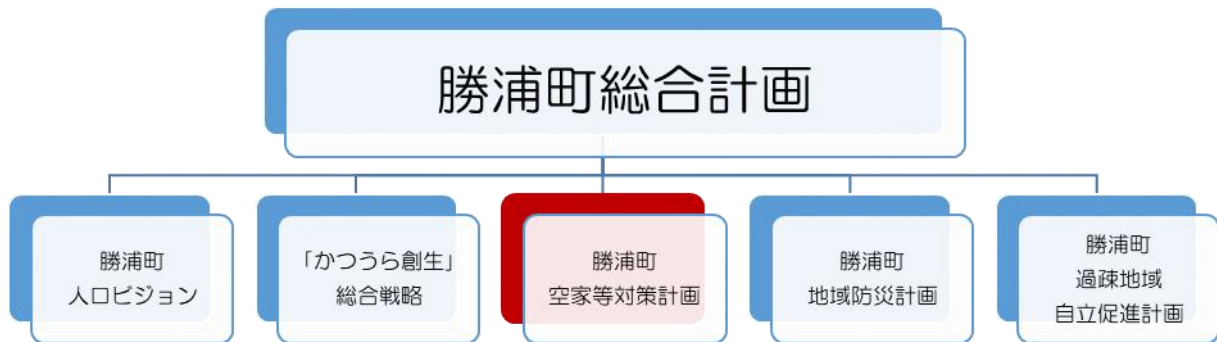 勝浦町総合計画
勝浦町
人口ビジョン
「かつうら創生」
総合戦略
勝浦町
空家等対策計画
勝浦町
地域防災計画
勝浦町
過疎地域
自立促進計画